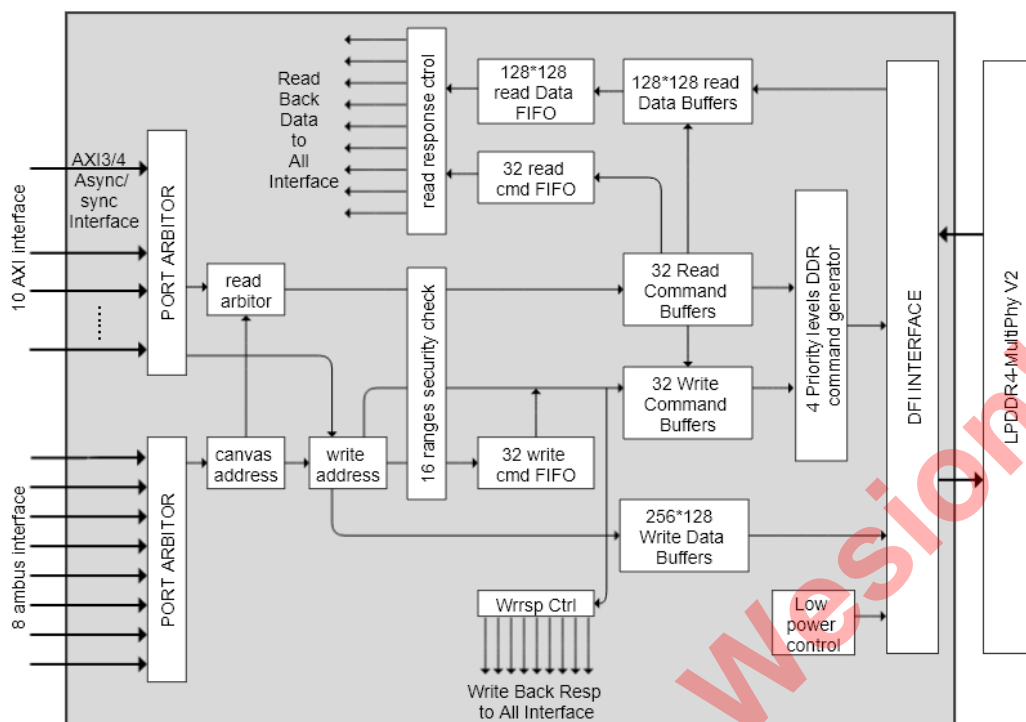 Read
Back
Data
to
All
Interface
read response ctrol
128*128
read Data
FIFO
128*128 read
Data Buffers
32 read
cmd FIFO
10 AXI interface
AXI3/4
Async/
sync
Interface
......
PORT ARBITOR
read
arbitor
16 ranges security check
32 Read
Command
Buffers
4 Priority levels DDR
command generator
DFI INTERFACE
LPDDR4-MultiPhy V2
32 Write
Command
Buffers
8 ambus interface
PORT ARBITOR
canvas
address
write
address
32 write
cmd FIFO
256*128
Write Data
Buffers
Wrrsp Ctrl
Low
power
control
Write Back Resp
to All Interface
Wesion